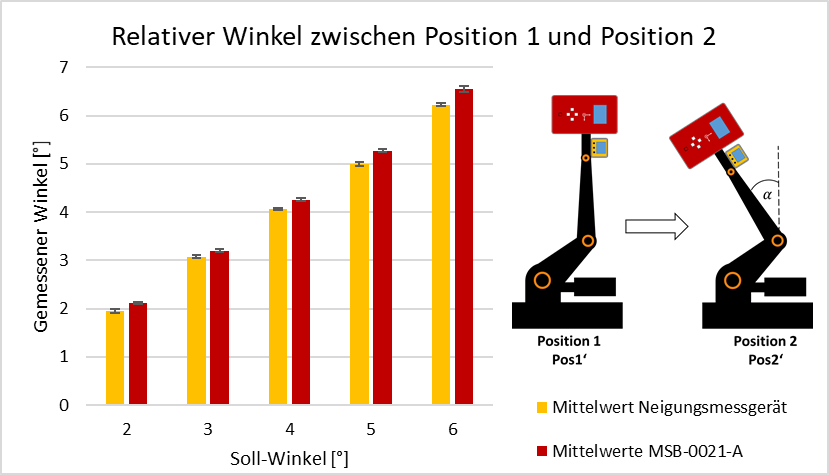 Relativer Winkel zwischen Position 1 und Position 2
Gemessener Winkel [°]
7
6
5
4
3
2
1
0
2 3 4 5 6
Soll-Winkel [°]
α
Position 1
Pos1‘
Position 2
Pos2‘
Mittelwert Neigungsmessgerät
Mittelwerte MSB-0021-A